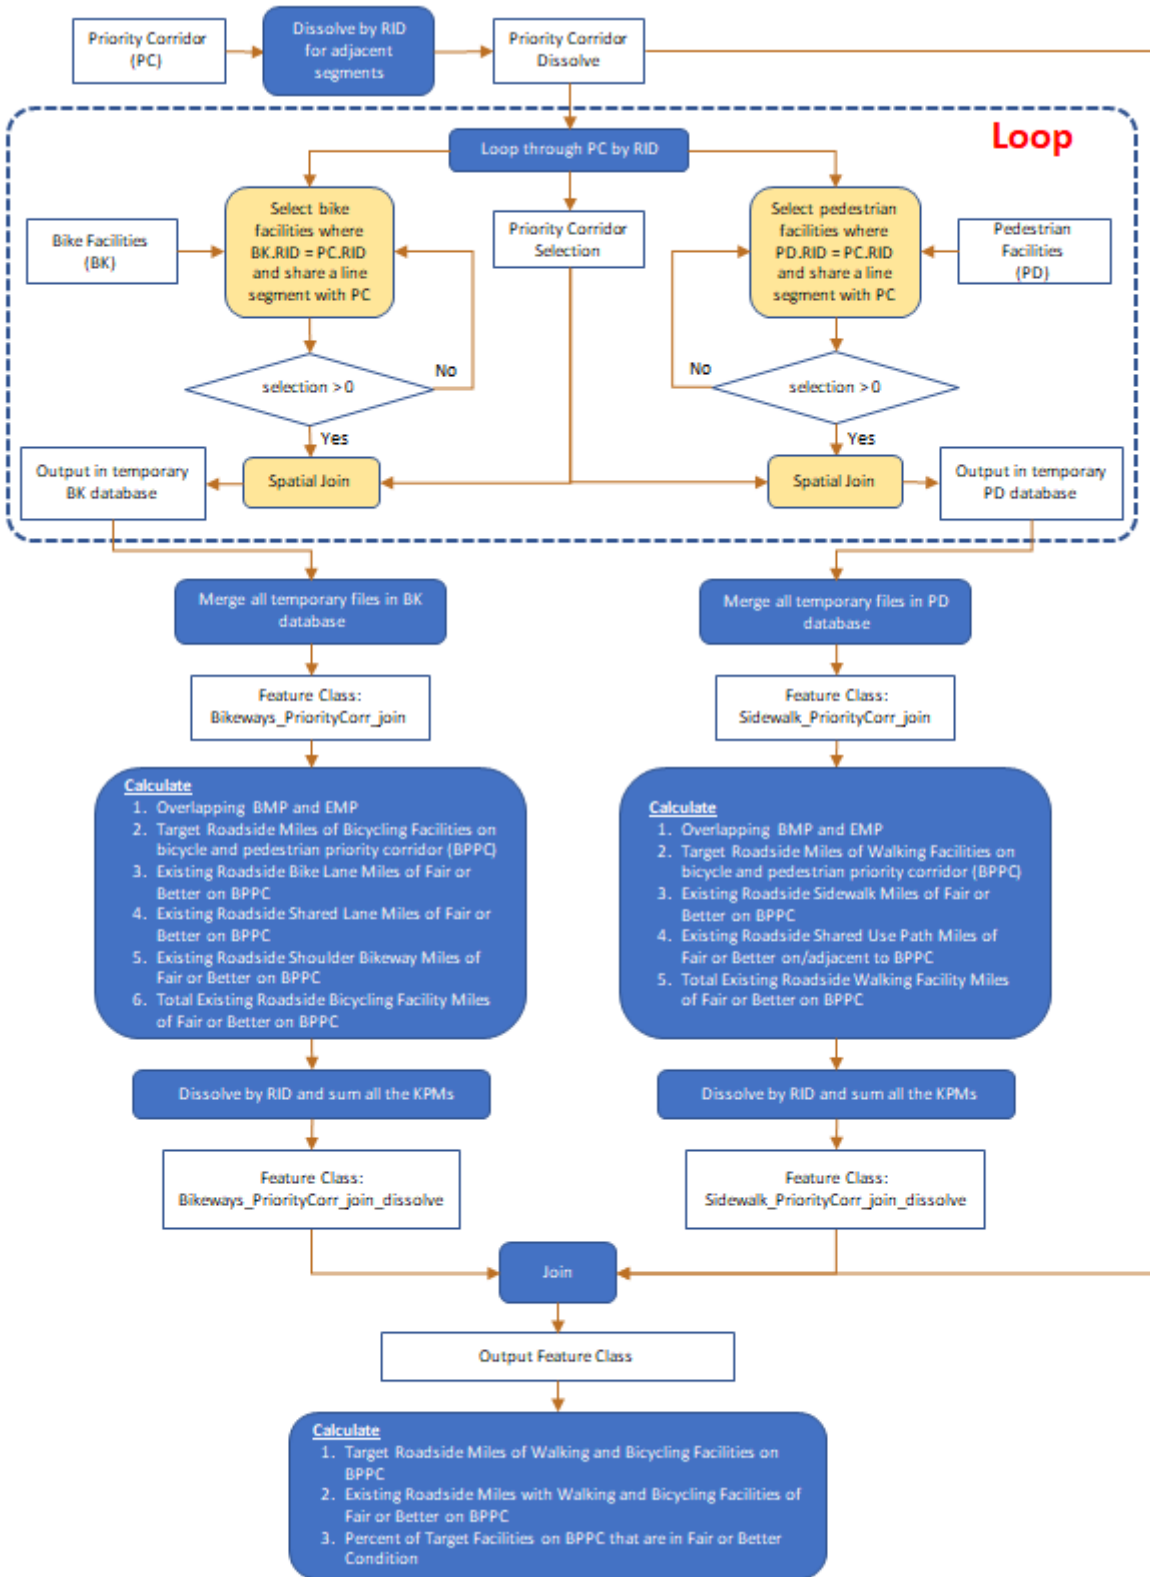 Priority Corridor
(PC)
Dissolve by RID
for adjacent
segments
Priority Corridor
Dissolve
Loop
Loop through PC by RID
Select bike
facilities where
BK.RID = PC.RID
and share a line
segment with PC
Bike Facilities
(BK)
Priority Corridor
Selection
Select pedestrian
facilities where
PD.RID = PC.RID
and share a line
segment with PC
Pedestrian
Facilities
(PD)
No
selection > 0
Yes
No
selection > 0
Yes
Output in temporary
BK database
Spatial Join
Spatial Join
Output in temporary
PD database
Merge all temporary files in BK
database
Merge all temporary files in PD
database
Feature Class:
Bikeways_PriorityCorr_join
Feature Class:
Sidewalk_PriorityCorr_join
Calculate
1. Overlapping BMP and EMP
2. Target Roadside Miles of Bicycling Facilities on
bicycle and pedestrian priority corridor (BPPC)
3. Existing Roadside Bike Lane Miles of Fair or
Better on BPPC
4. Existing Roadside Shared Lane Miles of Fair or
Better on BPPC
5. Existing Roadside Shoulder Bikeway Miles of
Fair or Better on BPPC
6. Total Existing Roadside Bicycling Facility Miles
of Fair or Better on BPPC
Calculate
1. Overlapping BMP and EMP
2. Target Roadside Miles of Walking Facilities on
bicycle and pedestrian priority corridor (BPPC)
3. Existing Roadside Sidewalk Miles of Fair or
Better on BPPC
4. Existing Roadside Shared Use Path Miles of
Fair or Better on/adjacent to BPPC
5. Total Existing Roadside Walking Facility Miles
of Fair or Better on BPPC
Dissolve by RID and sum all the KPMs
Dissolve by RID and sum all the KPMs
Feature Class:
Bikeways_PriorityCorr_join_dissolve
Feature Class:
Sidewalk_PriorityCorr_join_dissolve
Join
Output Feature Class
Calculate
1. Target Roadside Miles of Walking and Bicycling Facilities on
BPPC
2. Existing Roadside Miles with Walking and Bicycling Facilities of
Fair or Better on BPPC
3. Percent of Target Facilities on BPPC that are in Fair or Better
Condition